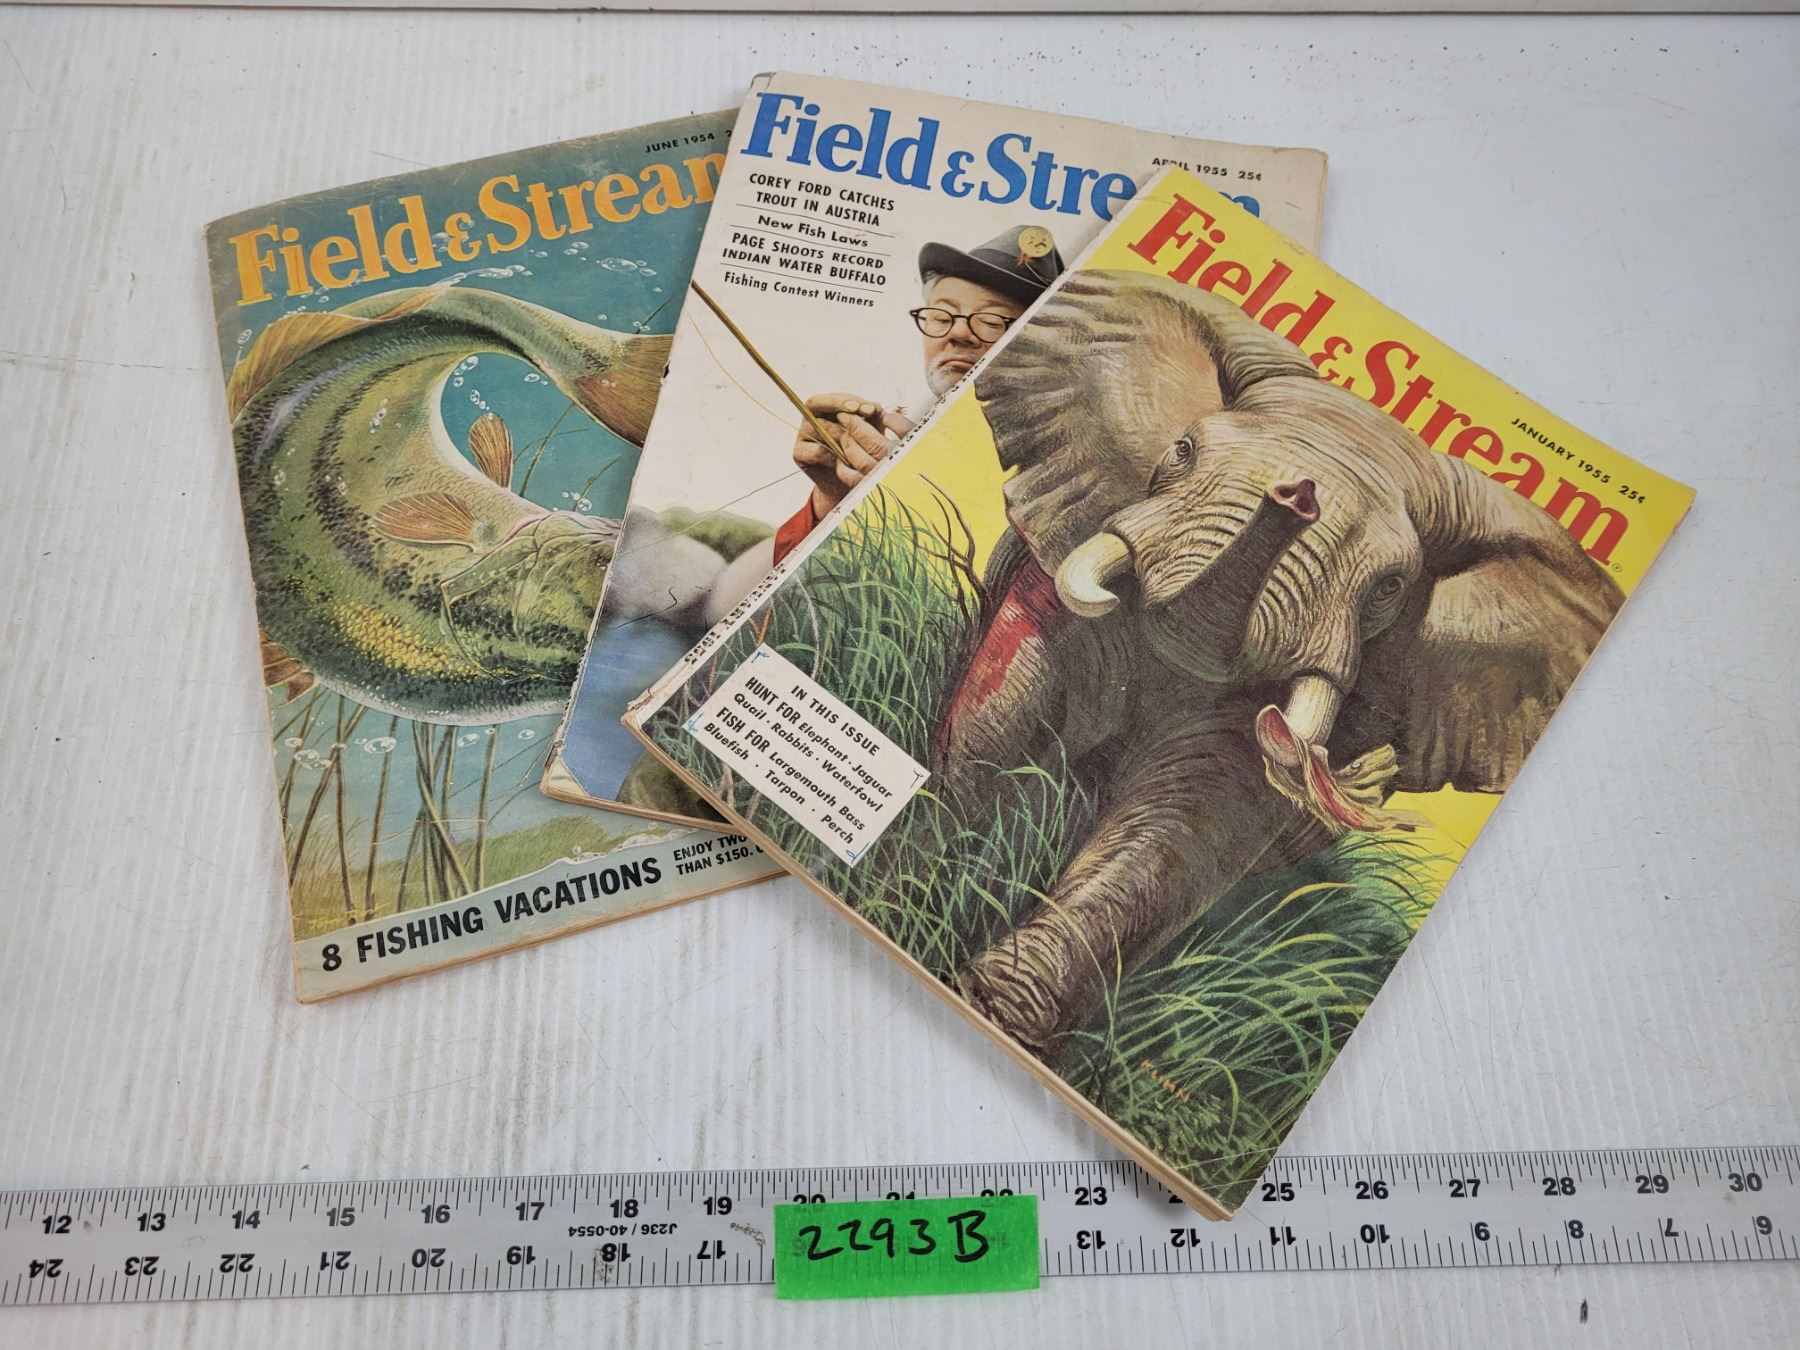 JUNE 1954
Field & Stream
8 FISHING VACATIONS
ENJOY TWO
THAN $150.
Field & Stream
APRIL 1955 25¢
COREY FORD CATCHES
TROUT IN AUSTRIA
New Fish Laws
PAGE SHOOTS RECORD
INDIAN WATER BUFFALO
Fishing Contest Winners
Field & Stream
JANUARY 1955 25¢
IN THIS ISSUE
HUNT FOR Elephant · Jaguar
Quail · Rabbits · Waterfowl
FISH FOR Largemouth Bass
Bluefish · Tarpon · Perch
KLIMN
12 13 14 15 16 17 18 19 20 21 22 23 25 26 27 28 29 30
J236 / 40-0554
24 23 22 21 20 19 18 17 13 12 11 10 9 8 7 6
2293B